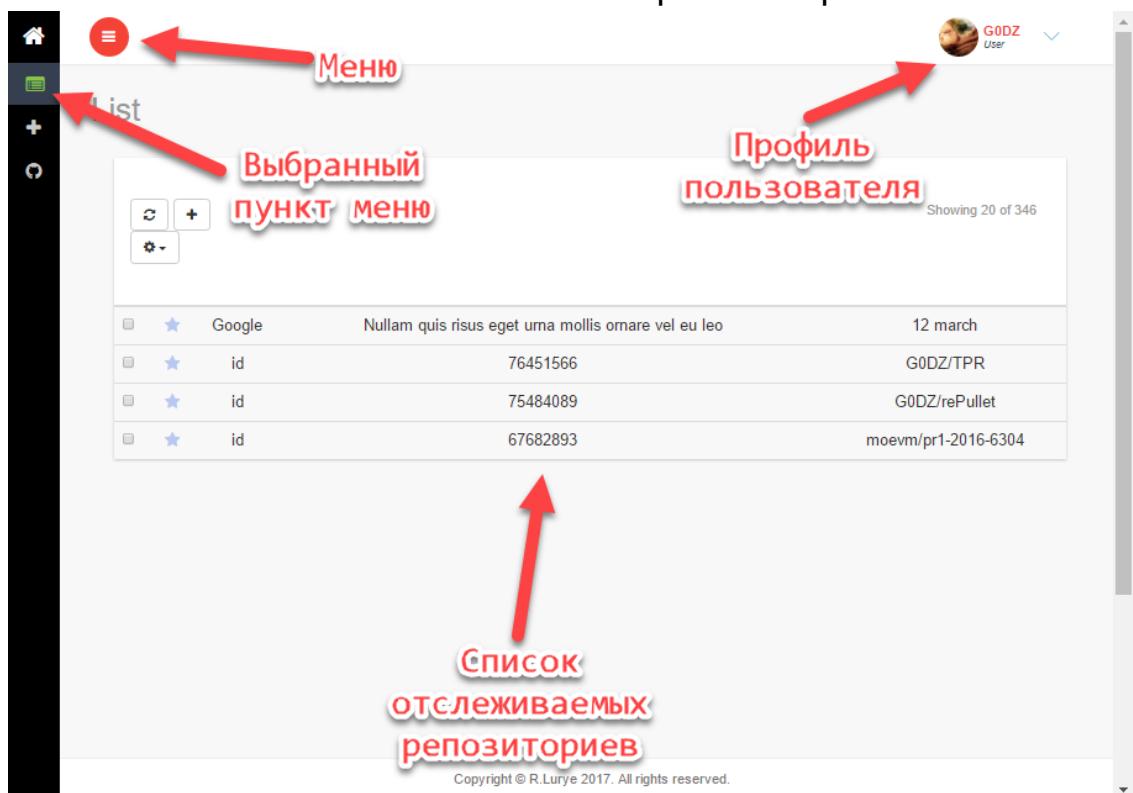 G0DZ
User
Меню
List
Профиль
пользователя
Выбранный
пункт меню
Showing 20 of 346
Google Nullam quis risus eget urna mollis ornare vel eu leo 12 march
id 76451566 G0DZ/TPR
id 75484089 G0DZ/rePullet
id 67682893 moevm/pr1-2016-6304
Список
отслеживаемых
репозиториев
Copyright © R.Lurye 2017. All rights reserved.